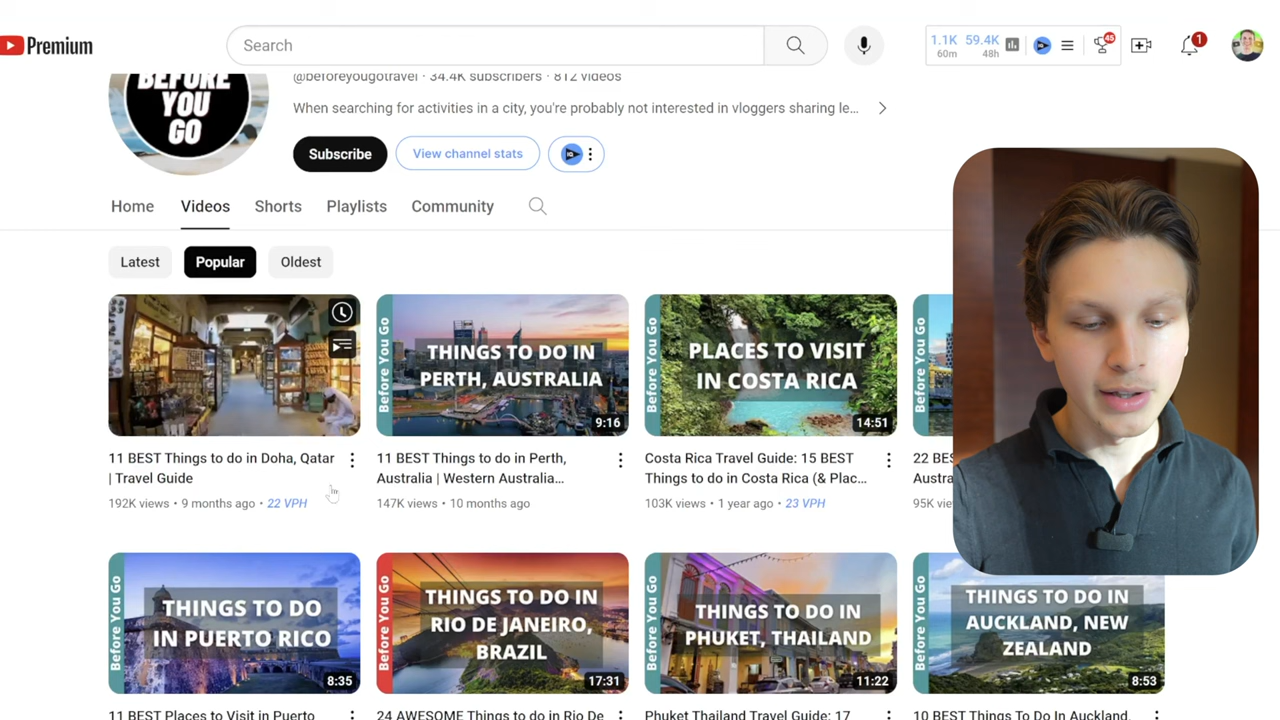 Premium
Search
1.1K 59.4K
60m 48h
45
1
@beforeyougotravel · 34.4K subscribers · 812 videos
BEFORE
YOU
GO
When searching for activities in a city, you're probably not interested in vloggers sharing le...
Subscribe
View channel stats
IQ
Home Videos Shorts Playlists Community
Latest Popular Oldest
Before You Go
THINGS TO DO IN
PERTH, AUSTRALIA
9:16
Before You Go
PLACES TO VISIT
IN COSTA RICA
14:51
Before You Go
11 BEST Things to do in Doha, Qatar
| Travel Guide
192K views • 9 months ago • 22 VPH
11 BEST Things to do in Perth,
Australia | Western Australia...
147K views • 10 months ago
Costa Rica Travel Guide: 15 BEST
Things to do in Costa Rica (& Plac...
103K views • 1 year ago • 23 VPH
22 BES
Austra
95K vie
Before You Go
THINGS TO DO
IN PUERTO RICO
8:35
Before You Go
THINGS TO DO IN
RIO DE JANEIRO,
BRAZIL
17:31
Before You Go
THINGS TO DO IN
PHUKET, THAILAND
11:22
Before You Go
THINGS TO DO IN
AUCKLAND, NEW
ZEALAND
8:53
11 BEST Places to Visit in Puerto
24 AWESOME Things to do in Rio De
Phuket Thailand Travel Guide: 17
10 BEST Things To Do In Auckland,